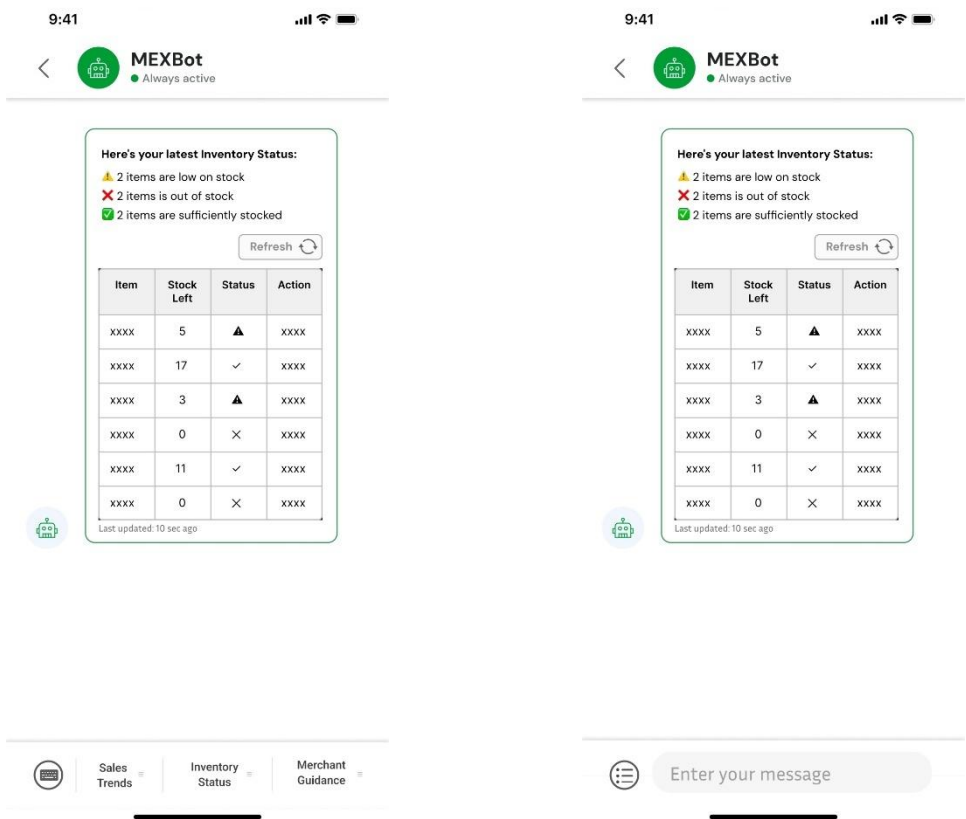 9:41
MEXBot
Always active
Here's your latest Inventory Status:
⚠️ 2 items are low on stock
❌ 2 items is out of stock
✅ 2 items are sufficiently stocked
Refresh
Item Stock Left Status Action
xxxx 5 ⚠ xxxx
xxxx 17 ✓ xxxx
xxxx 3 ⚠ xxxx
xxxx 0 × xxxx
xxxx 11 ✓ xxxx
xxxx 0 × xxxx
Last updated: 10 sec ago
Sales Trends
Inventory Status
Merchant Guidance
9:41
MEXBot
Always active
Here's your latest Inventory Status:
⚠️ 2 items are low on stock
❌ 2 items is out of stock
✅ 2 items are sufficiently stocked
Refresh
Item Stock Left Status Action
xxxx 5 ⚠ xxxx
xxxx 17 ✓ xxxx
xxxx 3 ⚠ xxxx
xxxx 0 × xxxx
xxxx 11 ✓ xxxx
xxxx 0 × xxxx
Last updated: 10 sec ago
Enter your message